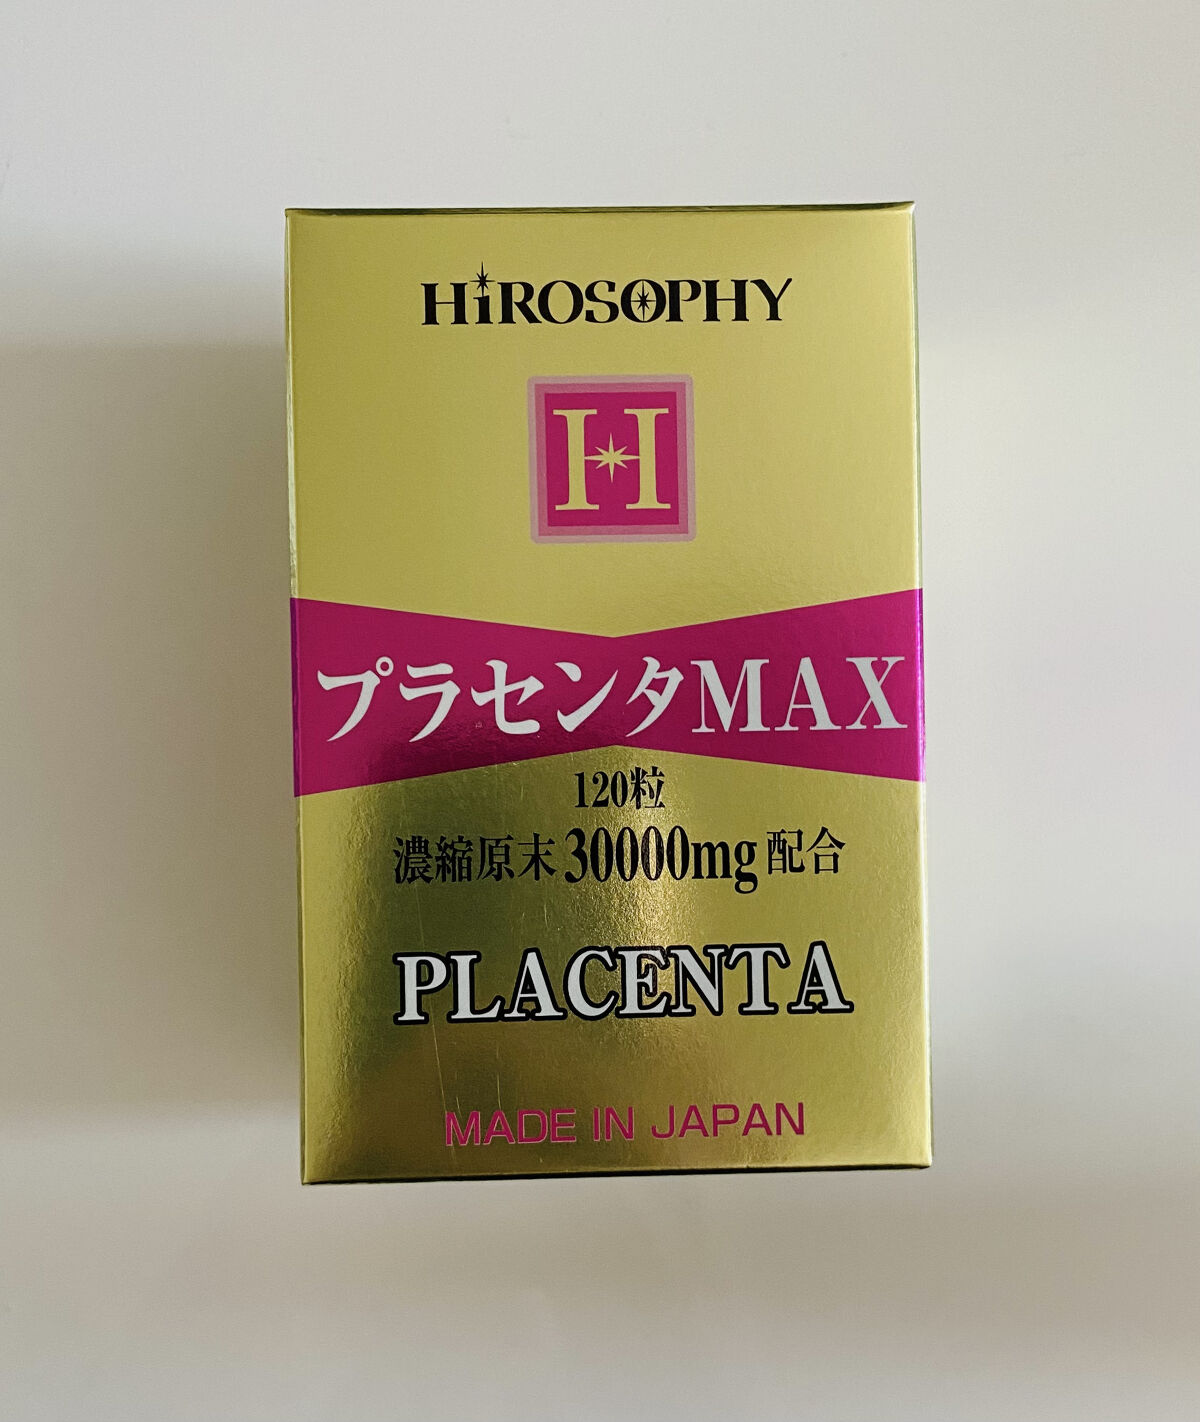 HiROSOPHY
H
プラセンタMAX
120粒
濃縮原末30000mg配合
PLACENTA
MADE IN JAPAN